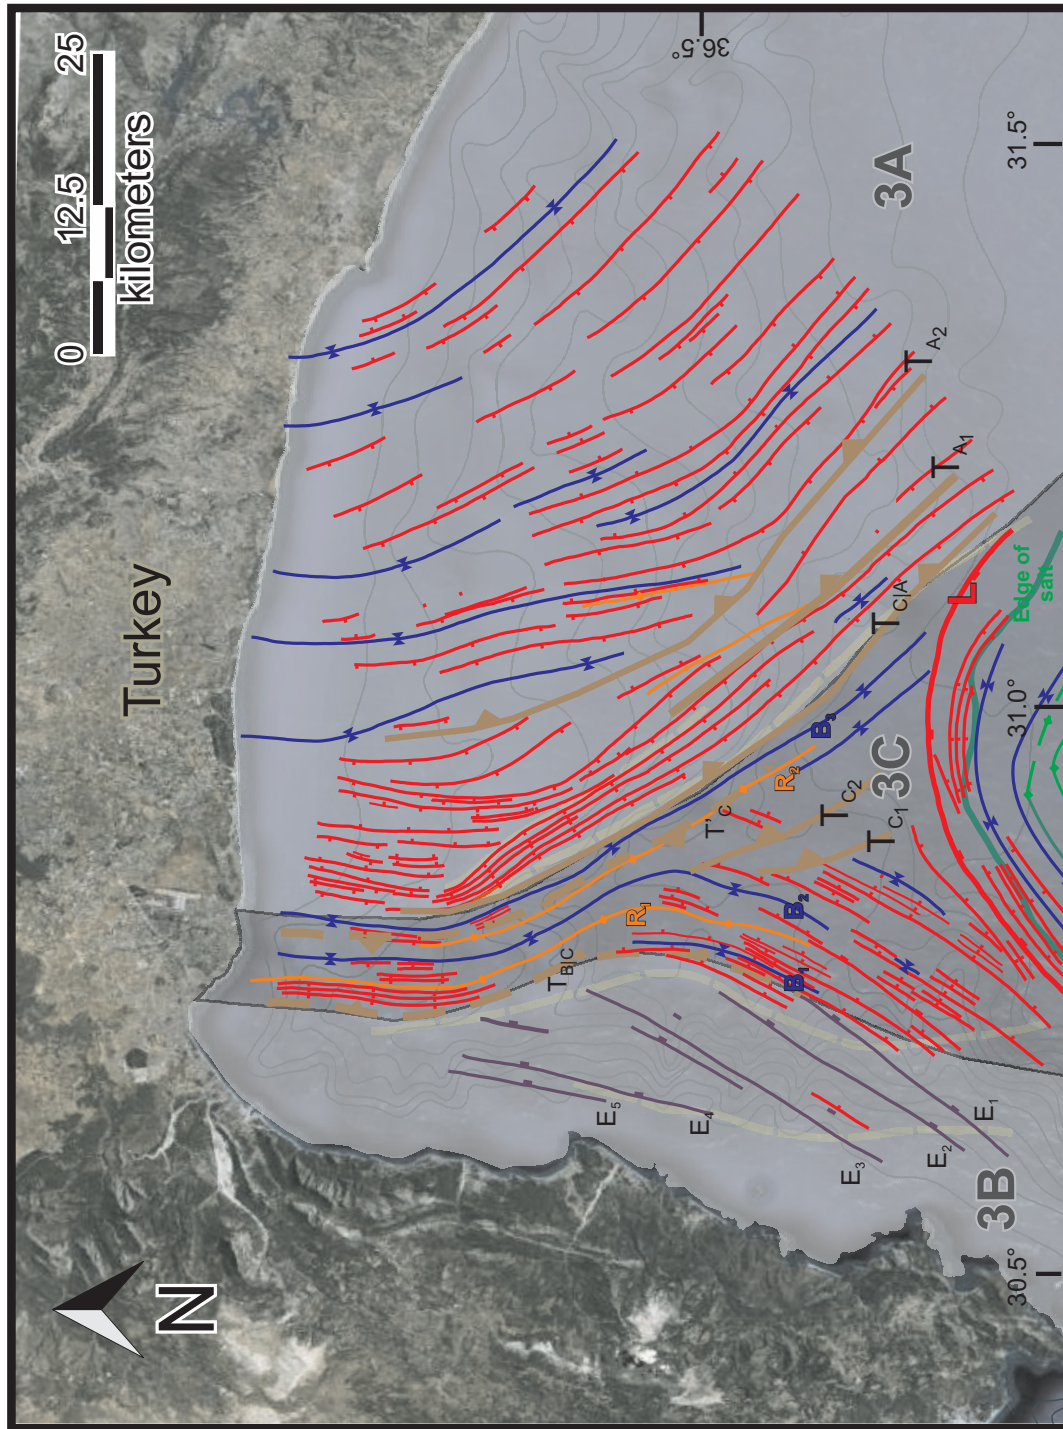 0 12.5 25
kilometers
Turkey
N
36.5°
31.5°
31.0°
30.5°
3A
3B
3C
T A2
T A1
T C|A
T C2
T C1
T' C
T B|C
R1
R2
B1
B2
B3
L
Edge of
salt
E1
E2
E3
E4
E5